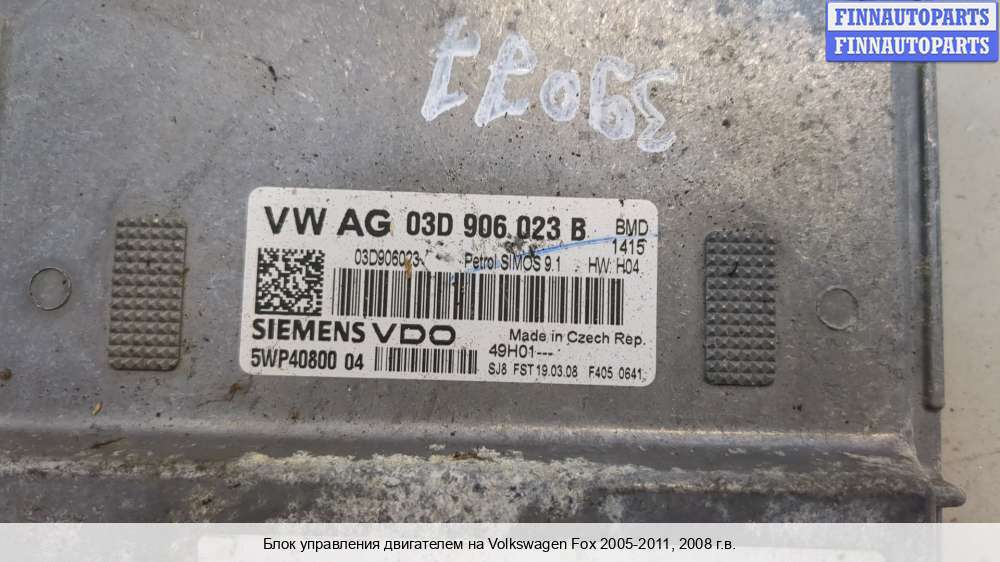 FINNAUTOPARTS
FINNAUTOPARTS
39077
VW AG 03D 906 023 B BMD
1415
03D906023- Petrol SIMOS 9.1 HW: H04
SIEMENS VDO Made in Czech Rep.
49H01---
5WP40800 04 SJ8 FST 19.03.08 F405 0641
Блок управления двигателем на Volkswagen Fox 2005-2011, 2008 г.в.